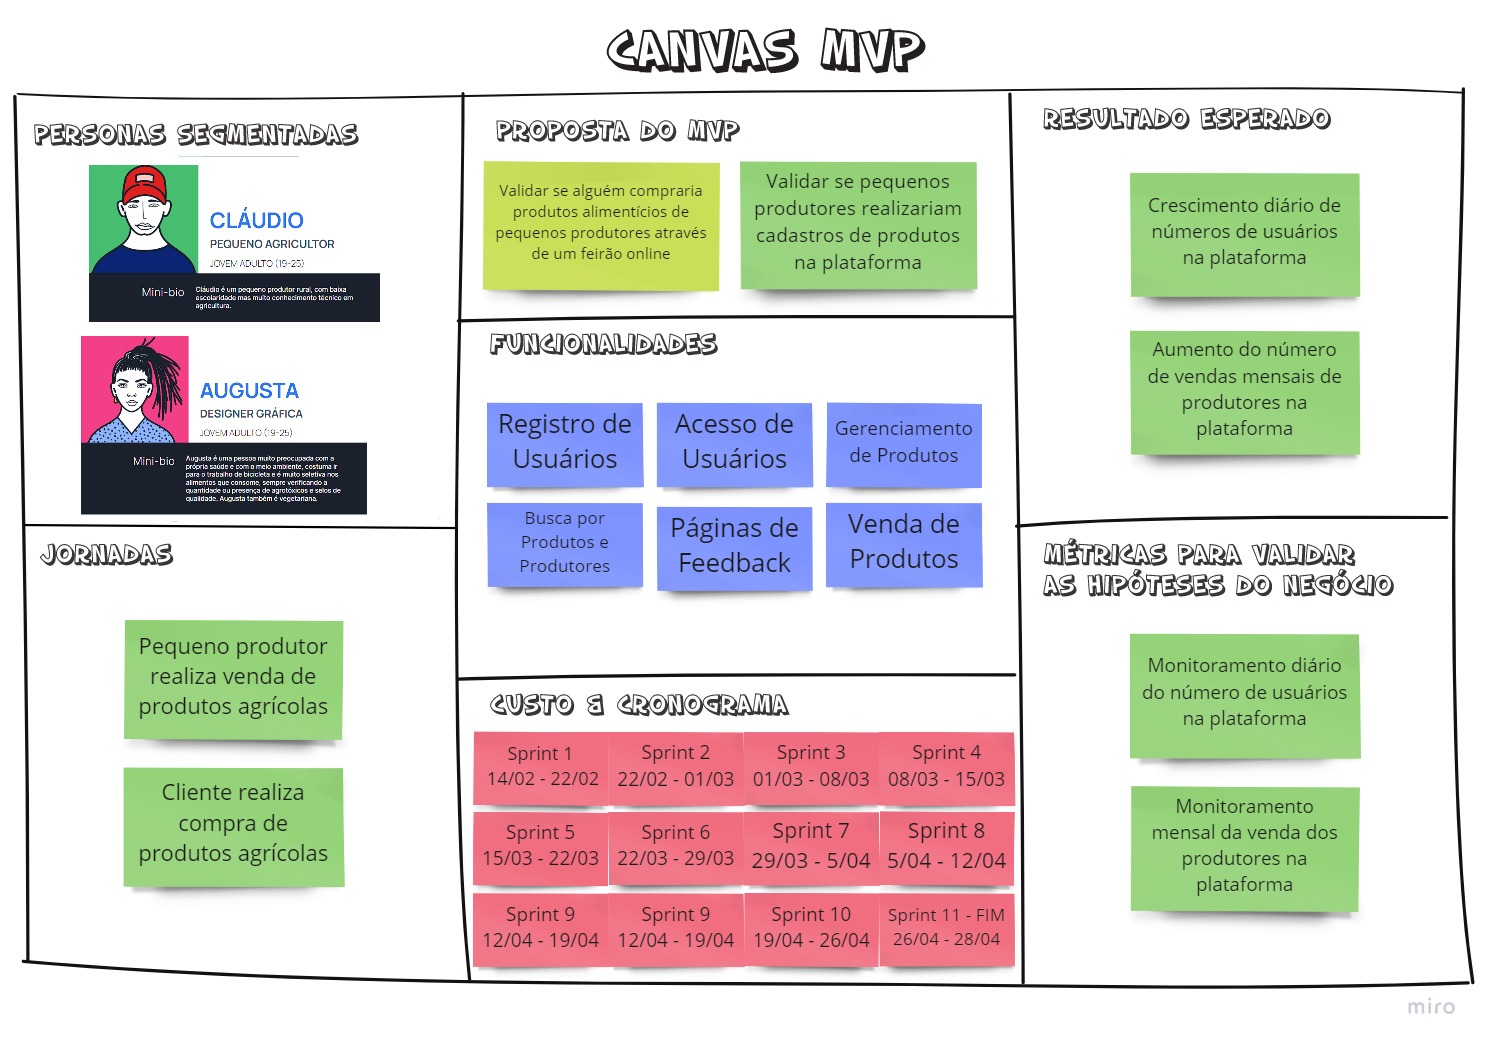 CANVAS MVP
PERSONAS SEGMENTADAS
CLÁUDIO
PEQUENO AGRICULTOR
JOVEM ADULTO (19-25)
Mini-bio
Cláudio é um pequeno produtor rural, com baixa
escolaridade mas muito conhecimento técnico em
agricultura.
AUGUSTA
DESIGNER GRÁFICA
JOVEM ADULTO (19-25)
Mini-bio
Augusta é uma pessoa muito preocupada com a
própria saúde e com o meio ambiente, costuma ir
para o trabalho de bicicleta e é muito seletiva nos
alimentos que consome, sempre verificando a
quantidade ou presença de agrotóxicos e selos de
qualidade. Augusta também é vegetariana.
JORNADAS
Pequeno produtor
realiza venda de
produtos agrícolas
Cliente realiza
compra de
produtos agrícolas
PROPOSTA DO MVP
Validar se alguém compraria
produtos alimentícios de
pequenos produtores através
de um feirão online
Validar se pequenos
produtores realizariam
cadastros de produtos
na plataforma
FUNCIONALIDADES
Registro de
Usuários
Acesso de
Usuários
Gerenciamento
de Produtos
Busca por
Produtos e
Produtores
Páginas de
Feedback
Venda de
Produtos
CUSTO & CRONOGRAMA
Sprint 1
14/02 - 22/02
Sprint 2
22/02 - 01/03
Sprint 3
01/03 - 08/03
Sprint 4
08/03 - 15/03
Sprint 5
15/03 - 22/03
Sprint 6
22/03 - 29/03
Sprint 7
29/03 - 5/04
Sprint 8
5/04 - 12/04
Sprint 9
12/04 - 19/04
Sprint 9
12/04 - 19/04
Sprint 10
19/04 - 26/04
Sprint 11 - FIM
26/04 - 28/04
RESULTADO ESPERADO
Crescimento diário de
números de usuários
na plataforma
Aumento do número
de vendas mensais de
produtores na
plataforma
MÉTRICAS PARA VALIDAR
AS HIPÓTESES DO NEGÓCIO
Monitoramento diário
do número de usuários
na plataforma
Monitoramento
mensal da venda dos
produtores na
plataforma
miro